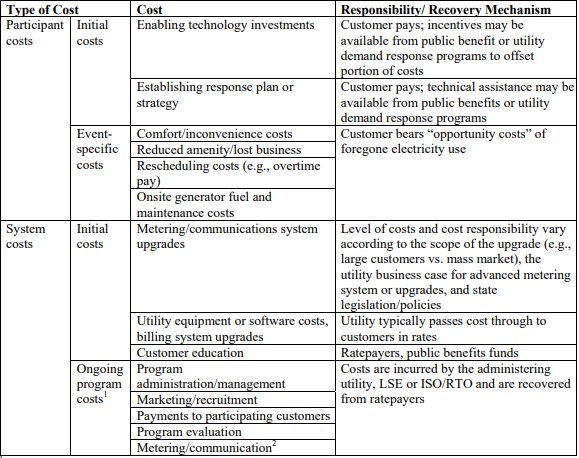 Type of Cost Cost Responsibility/ Recovery Mechanism
Participant costs
Initial costs
Enabling technology investments
Customer pays; incentives may be
available from public benefit or utility
demand response programs to offset
portion of costs
Establishing response plan or
strategy
Customer pays; technical assistance may be
available from public benefits or utility
demand response programs
Event-
specific
costs
Comfort/inconvenience costs
Reduced amenity/lost business
Rescheduling costs (e.g., overtime
pay)
Onsite generator fuel and
maintenance costs
Customer bears “opportunity costs” of
foregone electricity use
System
costs
Initial
costs
Metering/communications system
upgrades
Level of costs and cost responsibility vary
according to the scope of the upgrade (e.g.,
large customers vs. mass market), the
utility business case for advanced metering
system or upgrades, and state
legislation/policies
Utility equipment or software costs,
billing system upgrades
Utility typically passes cost through to
customers in rates
Customer education
Ratepayers, public benefits funds
Ongoing
program
costs1
Program
administration/management
Marketing/recruitment
Payments to participating customers
Program evaluation
Metering/communication2
Costs are incurred by the administering
utility, LSE or ISO/RTO and are recovered
from ratepayers